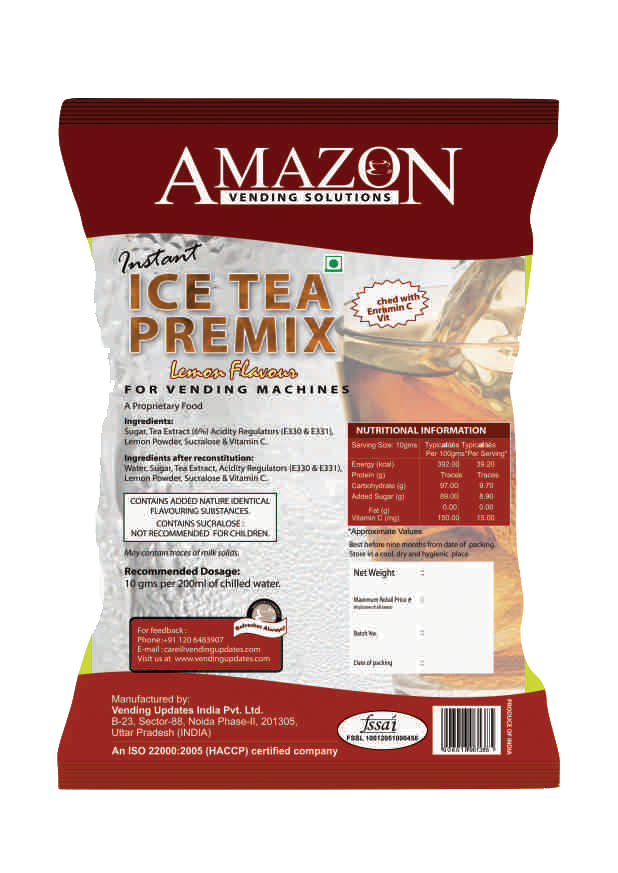 AMAZON
VENDING SOLUTIONS
Instant
ICE TEA
PREMIX
Lemon Flavour
FOR VENDING MACHINES
ched with
Enrimin C
Vit
A Proprietary Food
Ingredients:
Sugar, Tea Extract (6%) Acidity Regulators (E330 & E331),
Lemon Powder, Sucralose & Vitamin C..
Ingredients after reconstitution:
Water, Sugar, Tea Extract, Acidity Regulators (E330 & E331),
Lemon Powder, Sucralose & Vitamin C..
CONTAINS ADDED NATURE IDENTICAL
FLAVOURING SUBSTANCES.
CONTAINS SUCRALOSE :
NOT RECOMMENDED FOR CHILDREN.
May contain traces of milk solids.
Recommended Dosage:
10 gms per 200ml of chilled water.
Refreshes Always!
For feedback :
Phone :+91 120 6463907
E-mail : care@vendingupdates.com
Visit us at www.vendingupdates.com
NUTRITIONAL INFORMATION
Serving Size: 10gms
Per 100gms* Per Serving*
Energy (kcal) 392.00 39.20
Protein (g) Traces Traces
Carbohydrate (g) 97.00 9.70
Added Sugar (g) 89.00 8.90
Fat (g) 0.00 0.00
Vitamin C (mg) 150.00 15.00
*Approximate Values
Best before nine months from date of packing.
Store in a cool, dry and hygienic place
Net Weight :
Maximum Retail Price ₹ :
Batch No. :
Date of packing :
Manufactured by:
Vending Updates India Pvt. Ltd.
B-23, Sector-88, Noida Phase-II, 201305,
Uttar Pradesh (INDIA)
An ISO 22000:2005 (HACCP) certified company
fssai
FSSL 10012051000456
PRODUCE OF INDIA